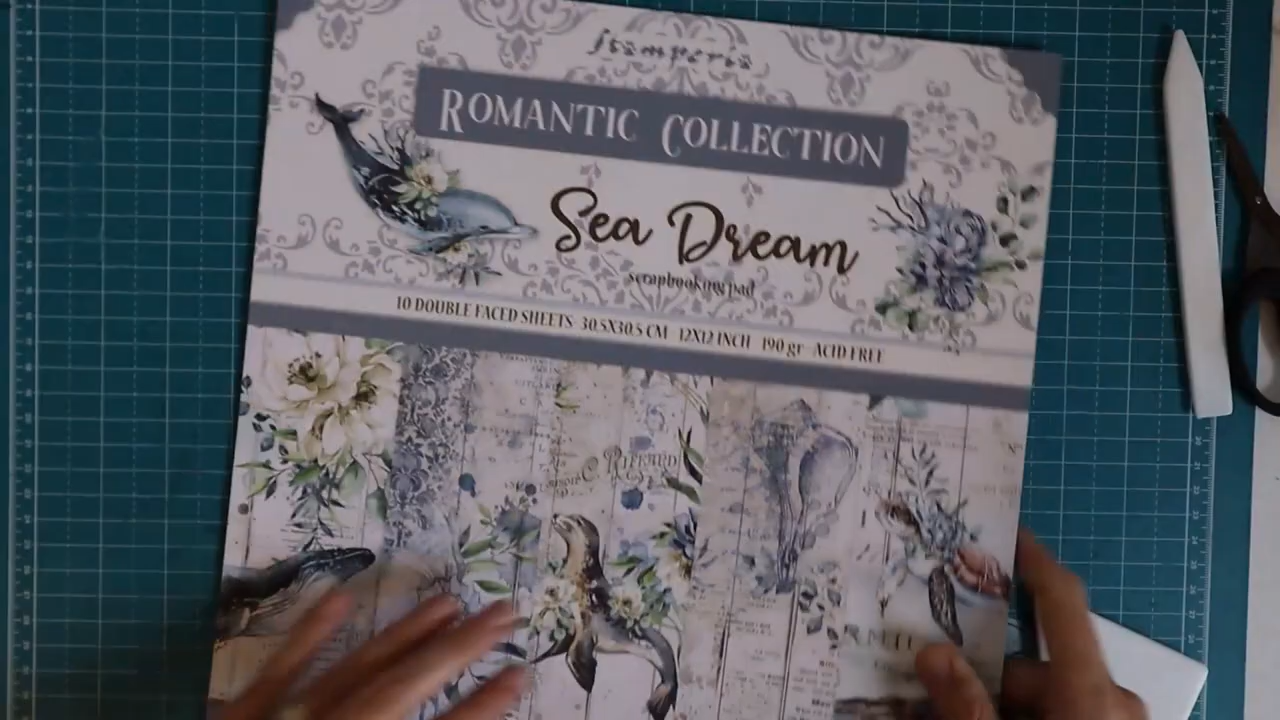 Stamperia
ROMANTIC COLLECTION
Sea Dream
scrapbooking pad
10 DOUBLE FACED SHEETS 30.5X30.5 CM 12X12 INCH 190 gr ACID FREE